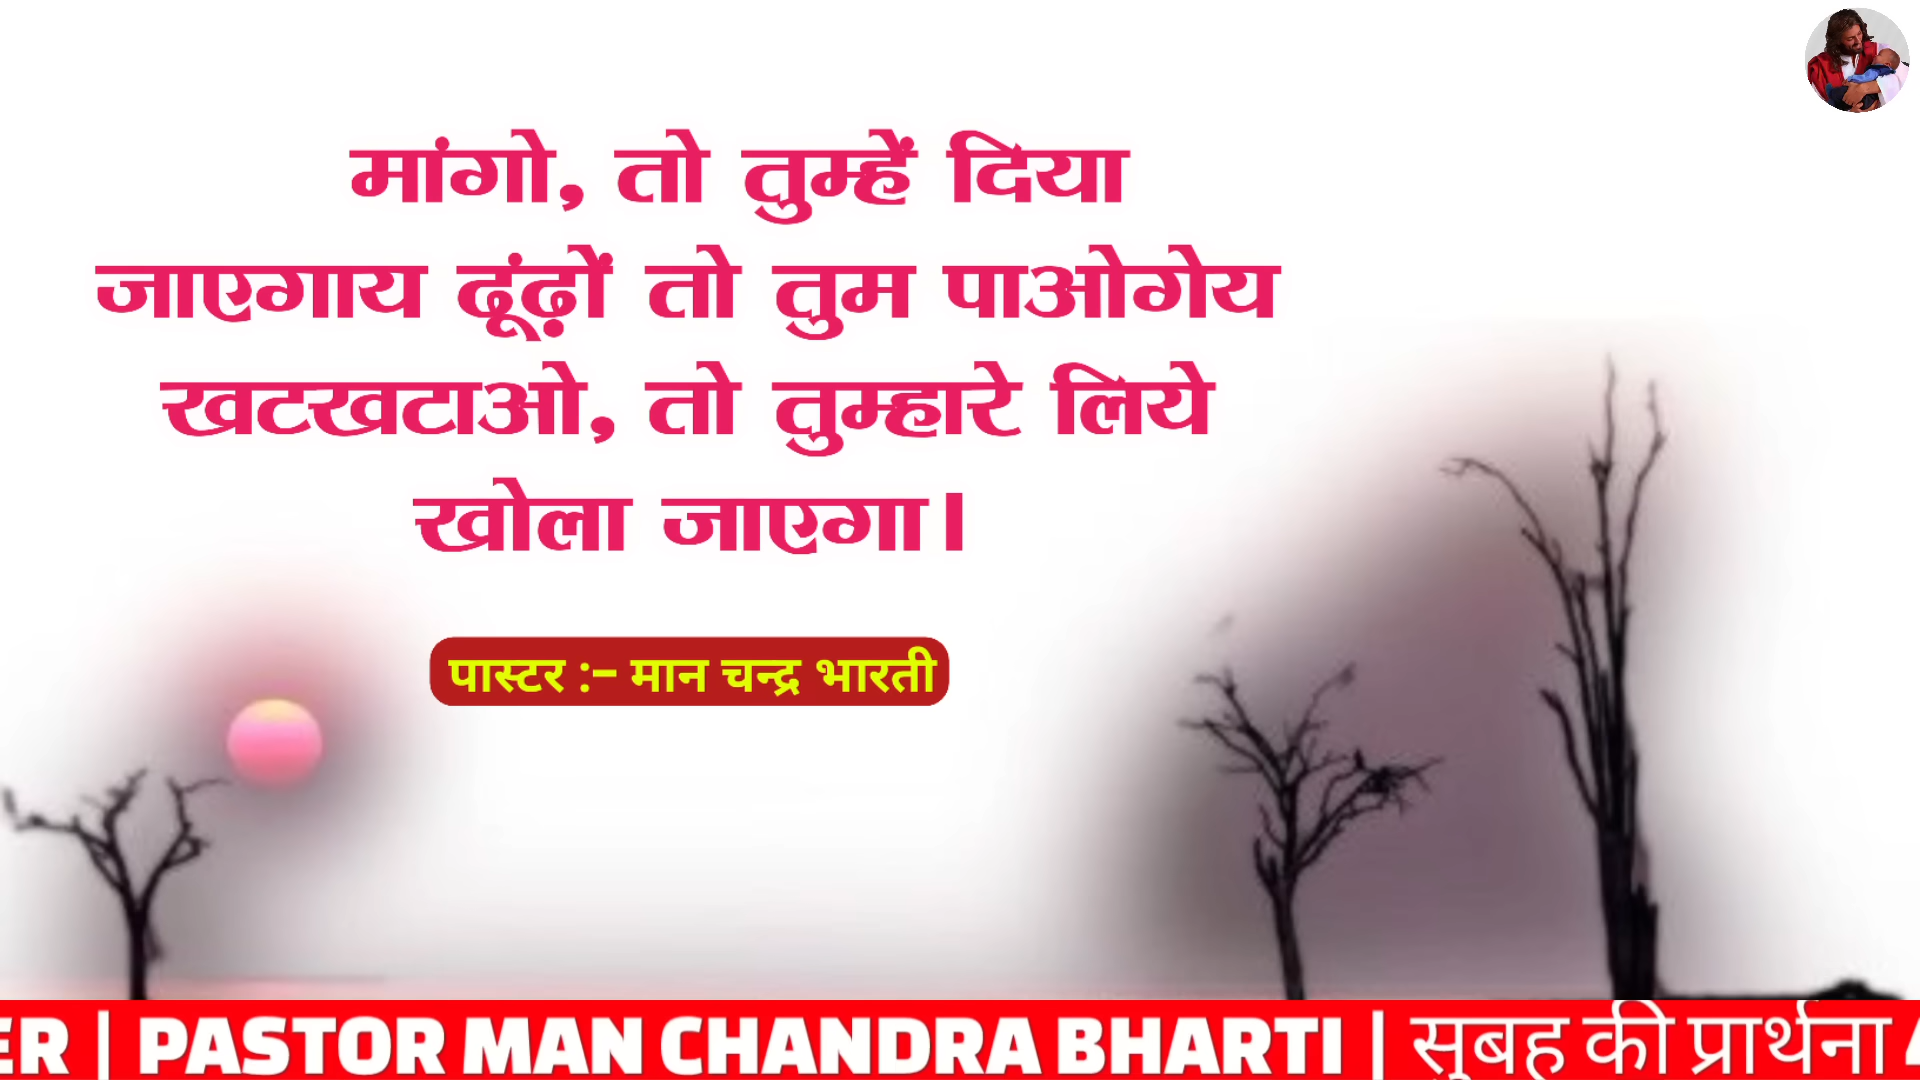 मांगो, तो तुम्हें दिया
जाएगाय ढूंढ़ों तो तुम पाओगेय
खटखटाओ, तो तुम्हारे लिये
खोला जाएगा।
पास्टर :– मान चन्द्र भारती
ER | PASTOR MAN CHANDRA BHARTI | सुबह की प्रार्थना